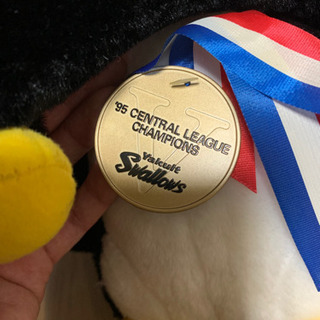 '95 CENTRAL LEAGUE
CHAMPIONS
Yakult
Swallows